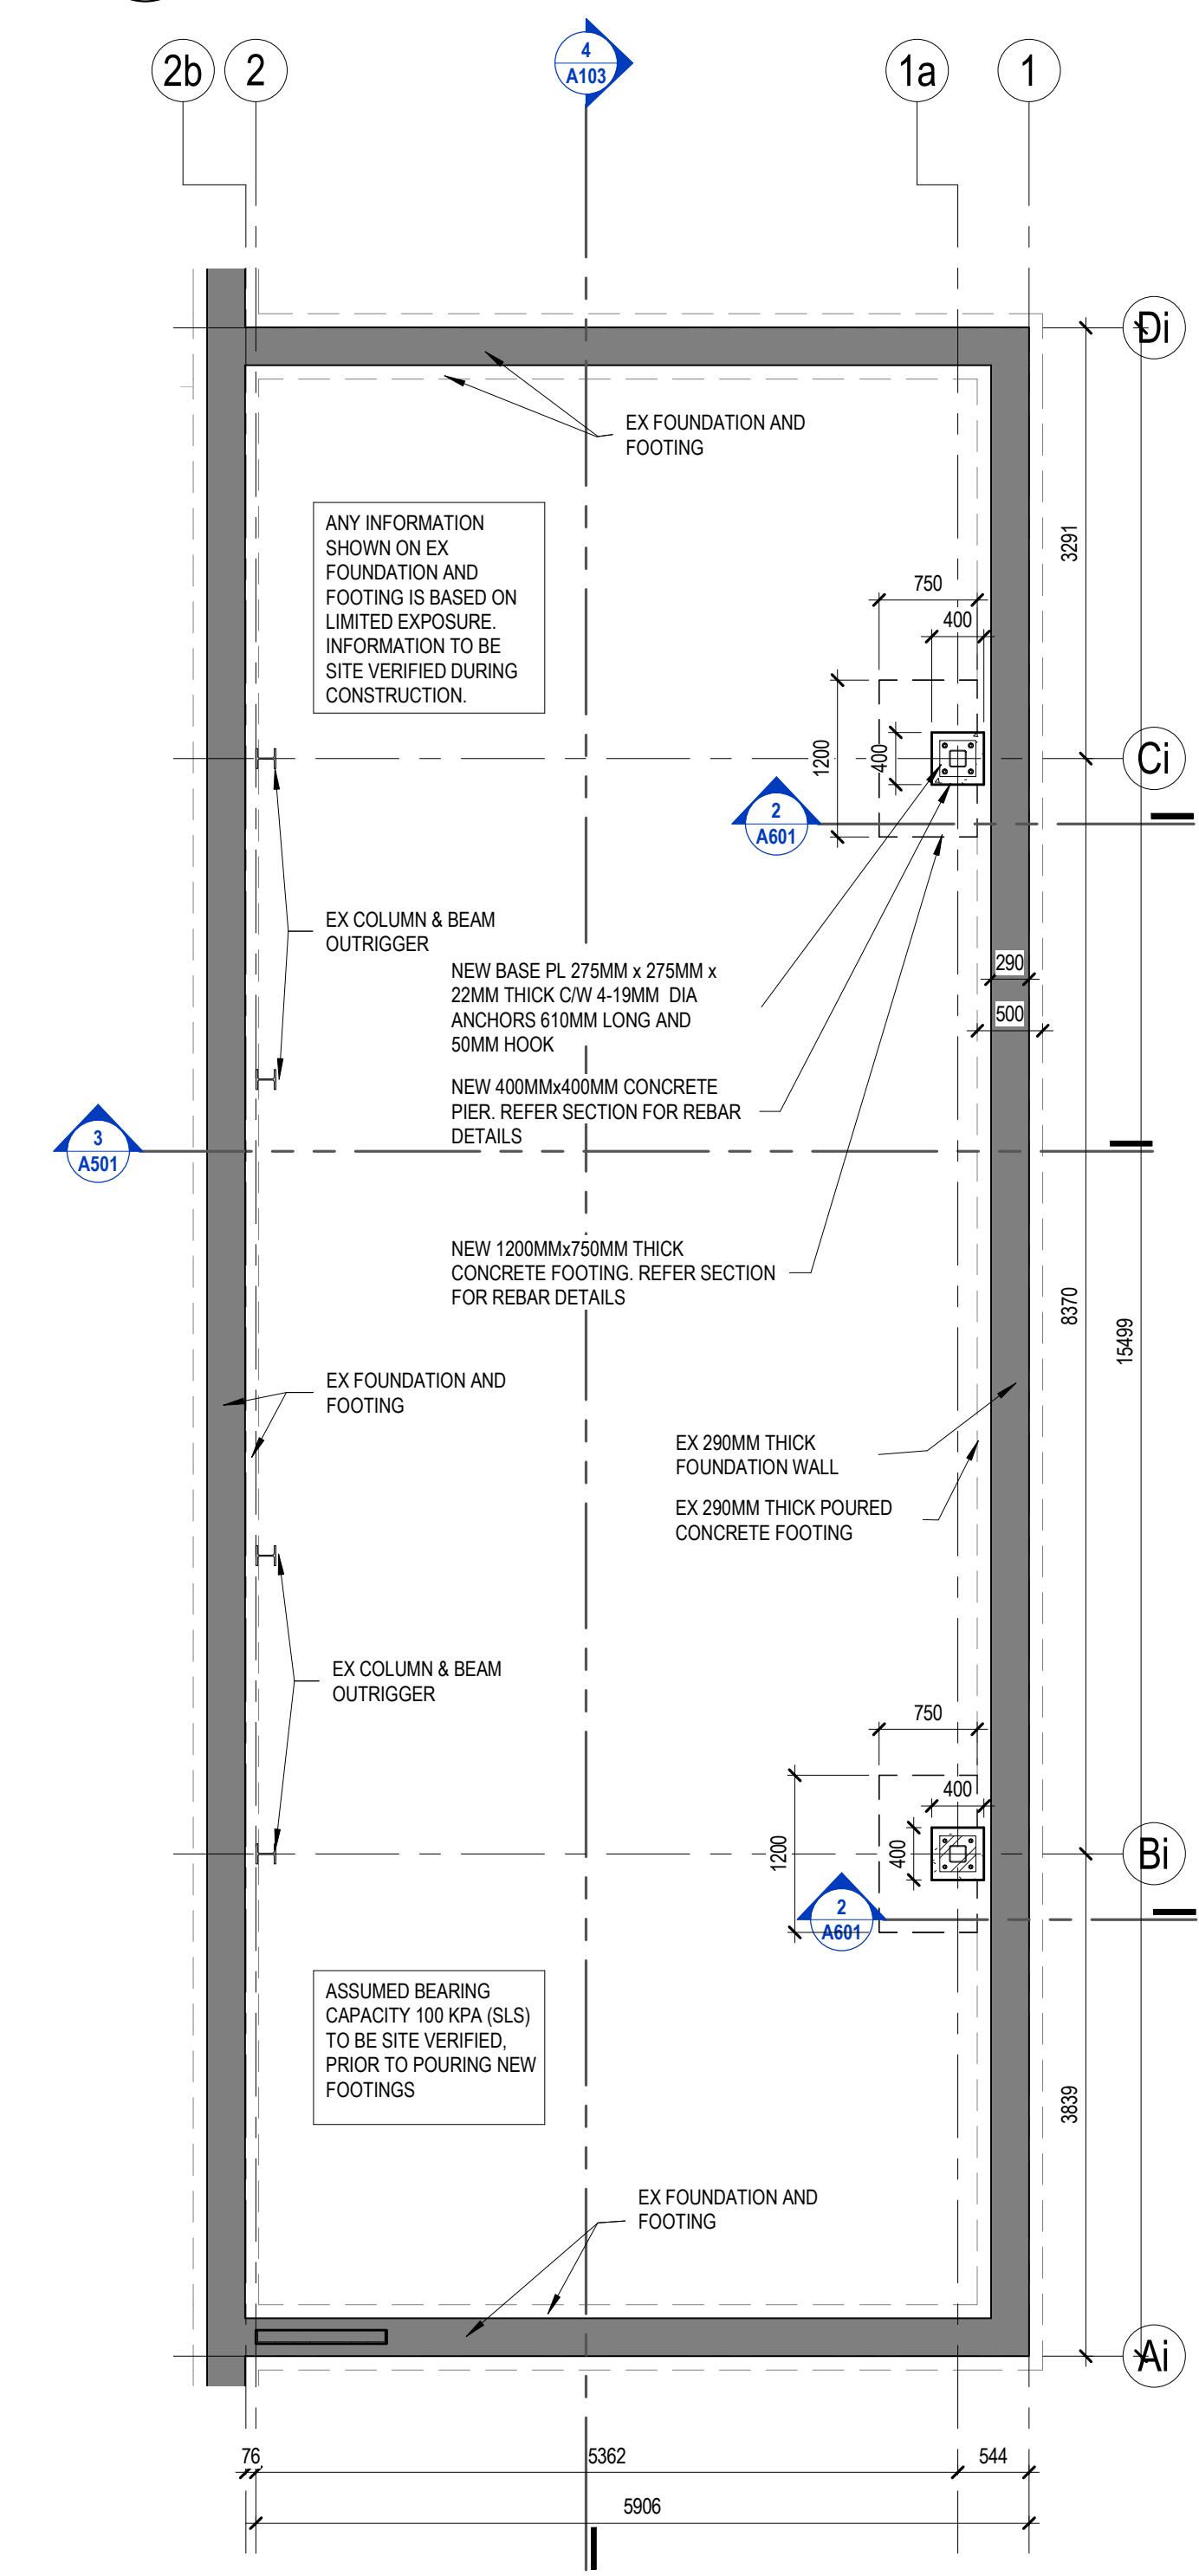 2b
2
4
A103
1a
1
Di
EX FOUNDATION AND
FOOTING
ANY INFORMATION
SHOWN ON EX
FOUNDATION AND
FOOTING IS BASED ON
LIMITED EXPOSURE.
INFORMATION TO BE
SITE VERIFIED DURING
CONSTRUCTION.
3291
750
400
1200
400
Ci
2
A601
EX COLUMN & BEAM
OUTRIGGER
NEW BASE PL 275MM x 275MM x
22MM THICK C/W 4-19MM DIA
ANCHORS 610MM LONG AND
50MM HOOK
290
500
NEW 400MMx400MM CONCRETE
PIER. REFER SECTION FOR REBAR
DETAILS
3
A501
NEW 1200MMx750MM THICK
CONCRETE FOOTING. REFER SECTION
FOR REBAR DETAILS
8370
15499
EX FOUNDATION AND
FOOTING
EX 290MM THICK
FOUNDATION WALL
EX 290MM THICK POURED
CONCRETE FOOTING
EX COLUMN & BEAM
OUTRIGGER
750
400
1200
400
Bi
2
A601
ASSUMED BEARING
CAPACITY 100 KPA (SLS)
TO BE SITE VERIFIED,
PRIOR TO POURING NEW
FOOTINGS
3839
EX FOUNDATION AND
FOOTING
Ai
76
5362
544
5906